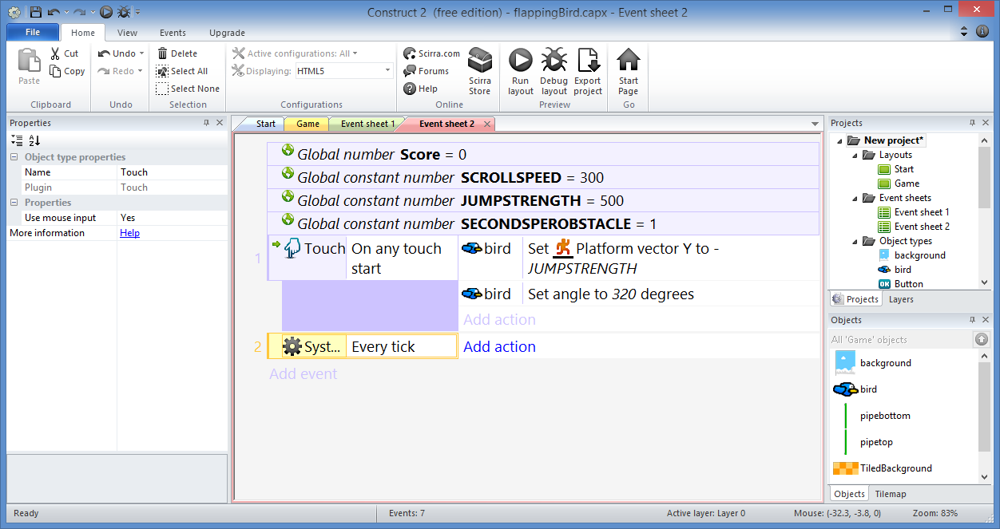 Construct 2 (free edition) - flappingBird.capx - Event sheet 2
File Home View Events Upgrade
Paste
Cut
Copy
Clipboard
Undo
Redo
Undo
Delete
Select All
Select None
Selection
Active configurations: All
Displaying: HTML5
Configurations
Scirra.com
Forums
Help
Scirra Store
Online
Run layout
Debug layout
Export project
Preview
Start Page
Go
Properties
Object type properties
Name Touch
Plugin Touch
Properties
Use mouse input Yes
More information Help
Start Game Event sheet 1 Event sheet 2
Global number Score = 0
Global constant number SCROLLSPEED = 300
Global constant number JUMPSTRENGTH = 500
Global constant number SECONDSPEROBSTACLE = 1
1 Touch On any touch start
bird Set Platform vector Y to -
JUMPSTRENGTH
bird Set angle to 320 degrees
Add action
2 Syst... Every tick Add action
Add event
Projects
New project*
Layouts
Start
Game
Event sheets
Event sheet 1
Event sheet 2
Object types
background
bird
OK Button
Projects Layers
Objects
All 'Game' objects
background
bird
pipebottom
pipetop
TiledBackground
Objects Tilemap
Ready Events: 7 Active layer: Layer 0 Mouse: (-32.3, -3.8, 0) Zoom: 83%